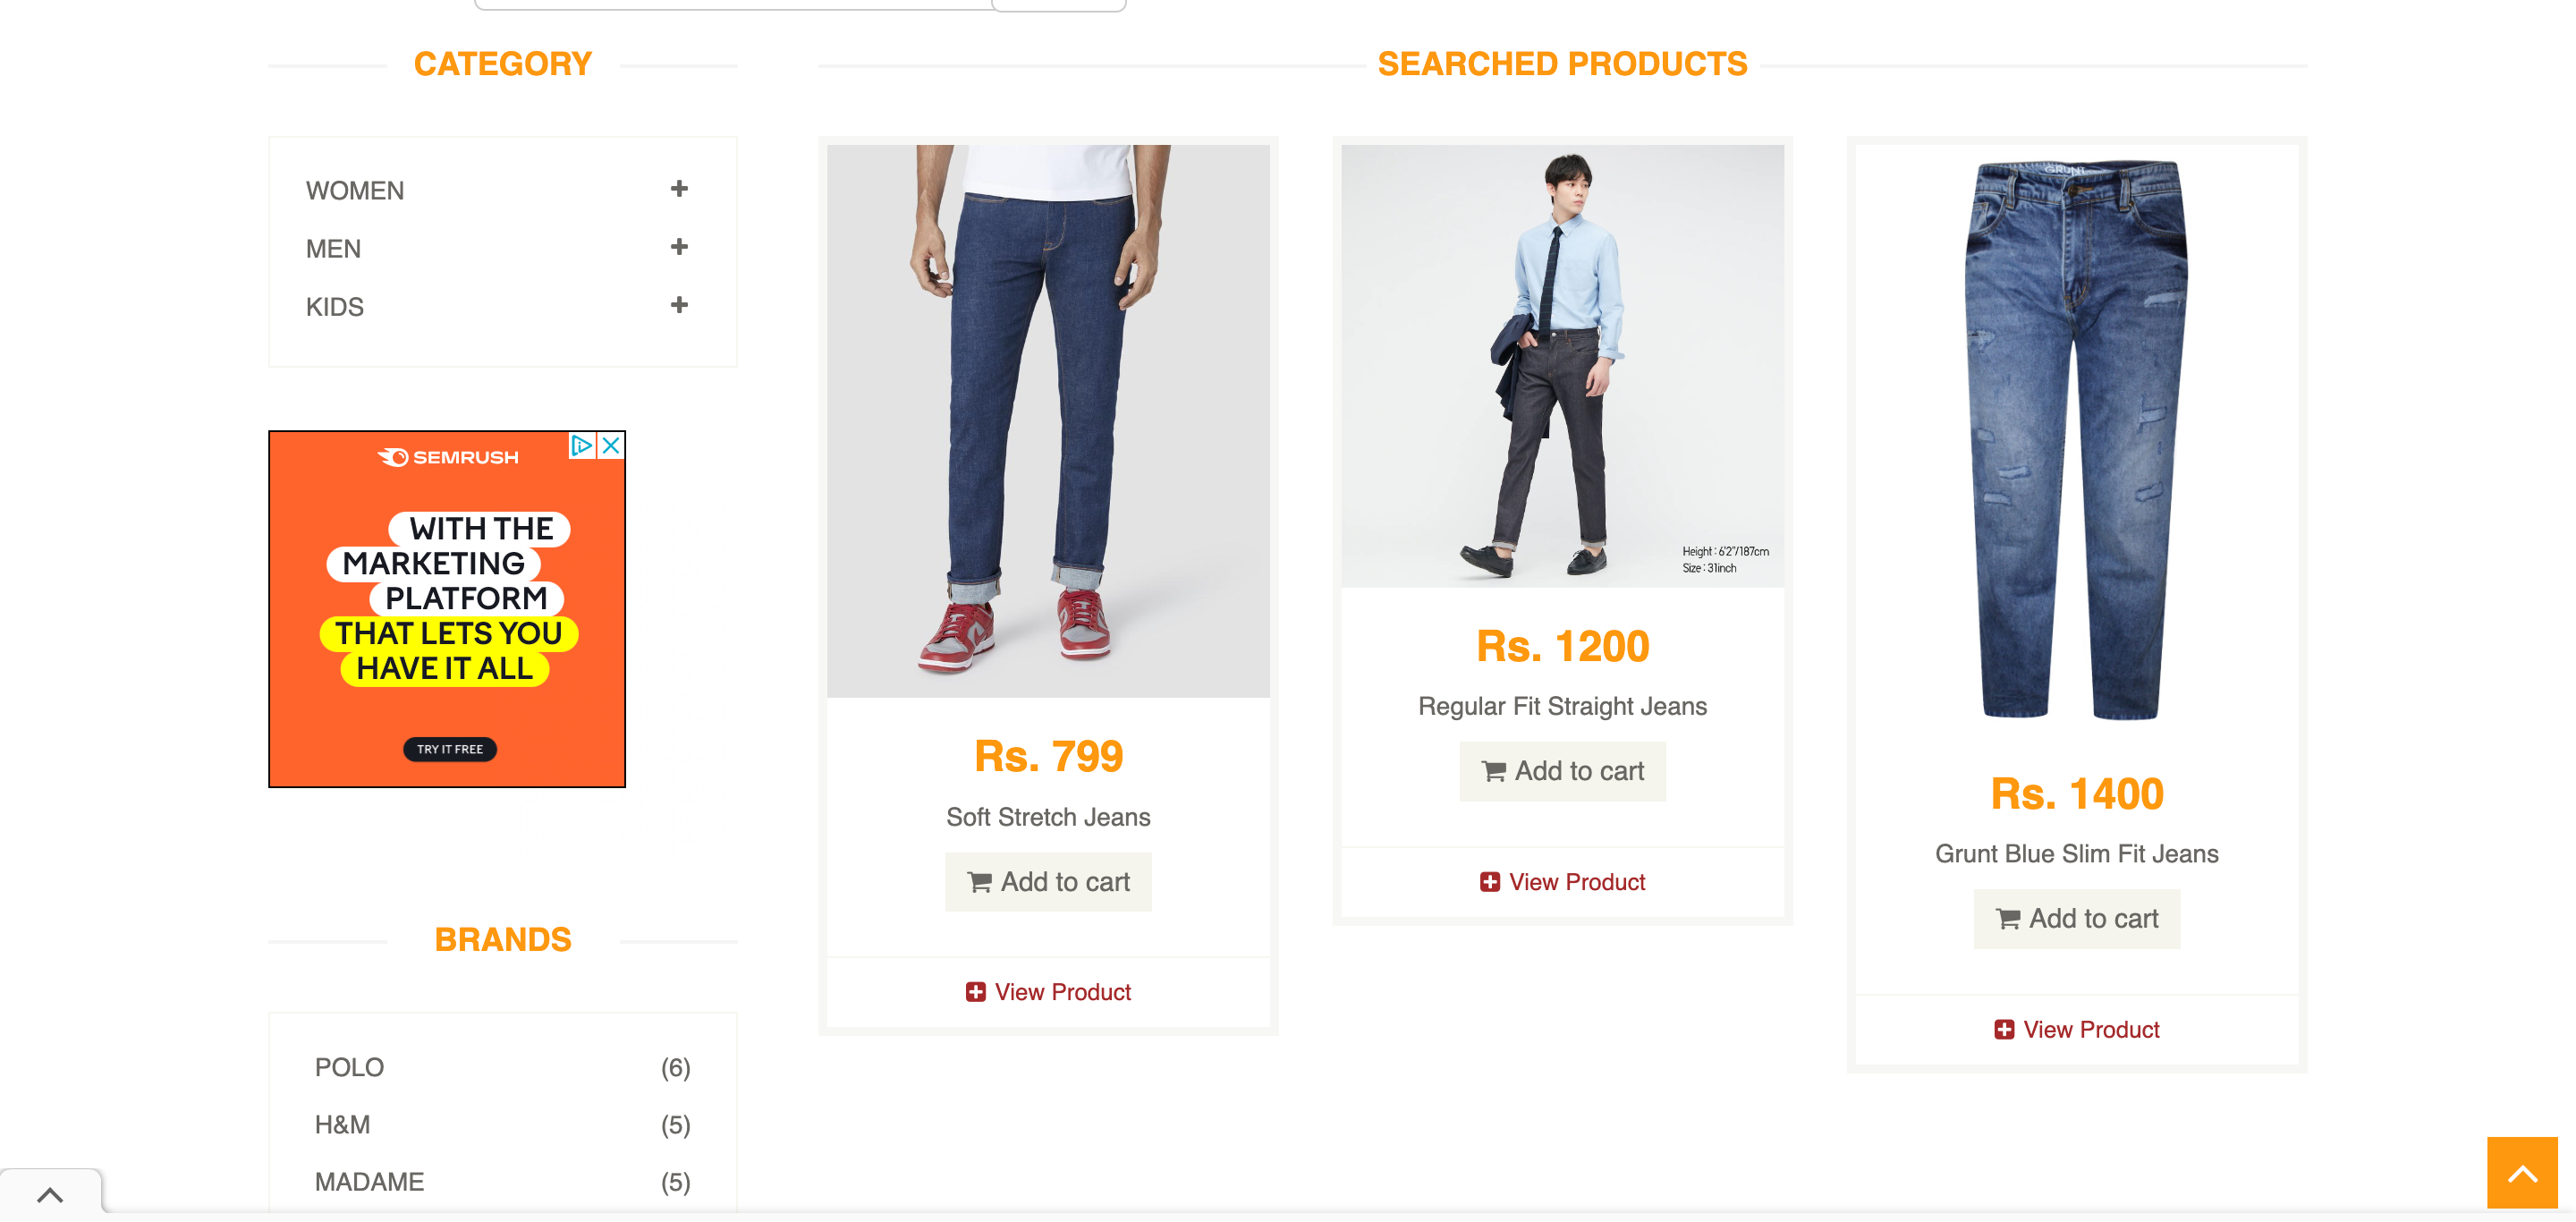 CATEGORY
WOMEN
MEN
KIDS
SEMRUSH
WITH THE
MARKETING
PLATFORM
THAT LETS YOU
HAVE IT ALL
TRY IT FREE
BRANDS
POLO (6)
H&M (5)
MADAME (5)
SEARCHED PRODUCTS
Rs. 799
Soft Stretch Jeans
Add to cart
View Product
Height : 6'2"/187cm
Size : 31inch
Rs. 1200
Regular Fit Straight Jeans
Add to cart
View Product
GRUNT
Rs. 1400
Grunt Blue Slim Fit Jeans
Add to cart
View Product